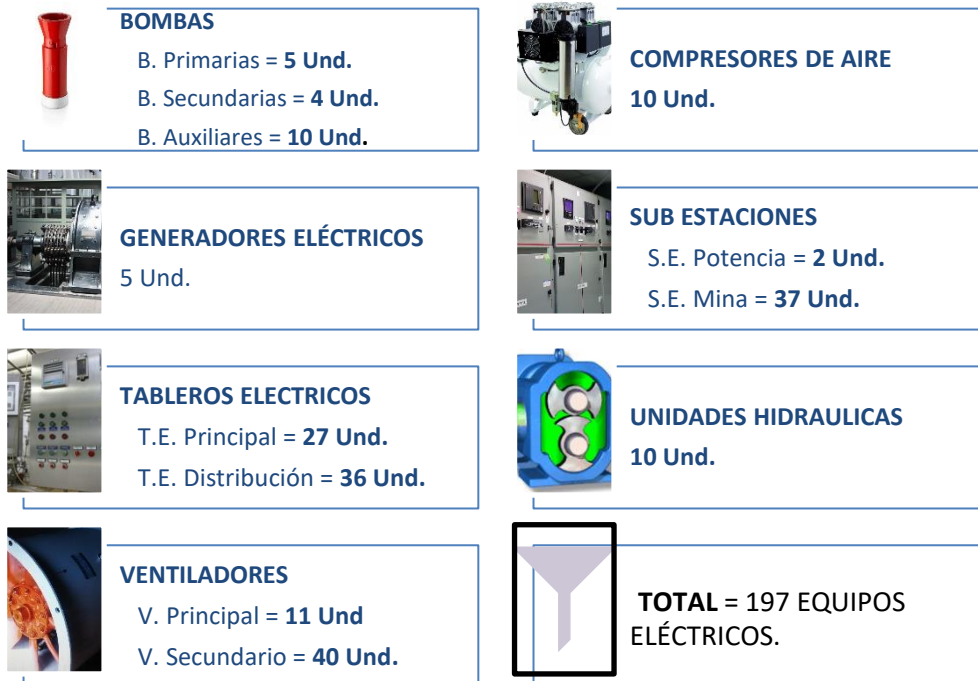 BOMBAS
B. Primarias = 5 Und.
B. Secundarias = 4 Und.
B. Auxiliares = 10 Und.
COMPRESORES DE AIRE
10 Und.
GENERADORES ELÉCTRICOS
5 Und.
SUB ESTACIONES
S.E. Potencia = 2 Und.
S.E. Mina = 37 Und.
TABLEROS ELECTRICOS
T.E. Principal = 27 Und.
T.E. Distribución = 36 Und.
UNIDADES HIDRAULICAS
10 Und.
VENTILADORES
V. Principal = 11 Und
V. Secundario = 40 Und.
TOTAL = 197 EQUIPOS
ELÉCTRICOS.